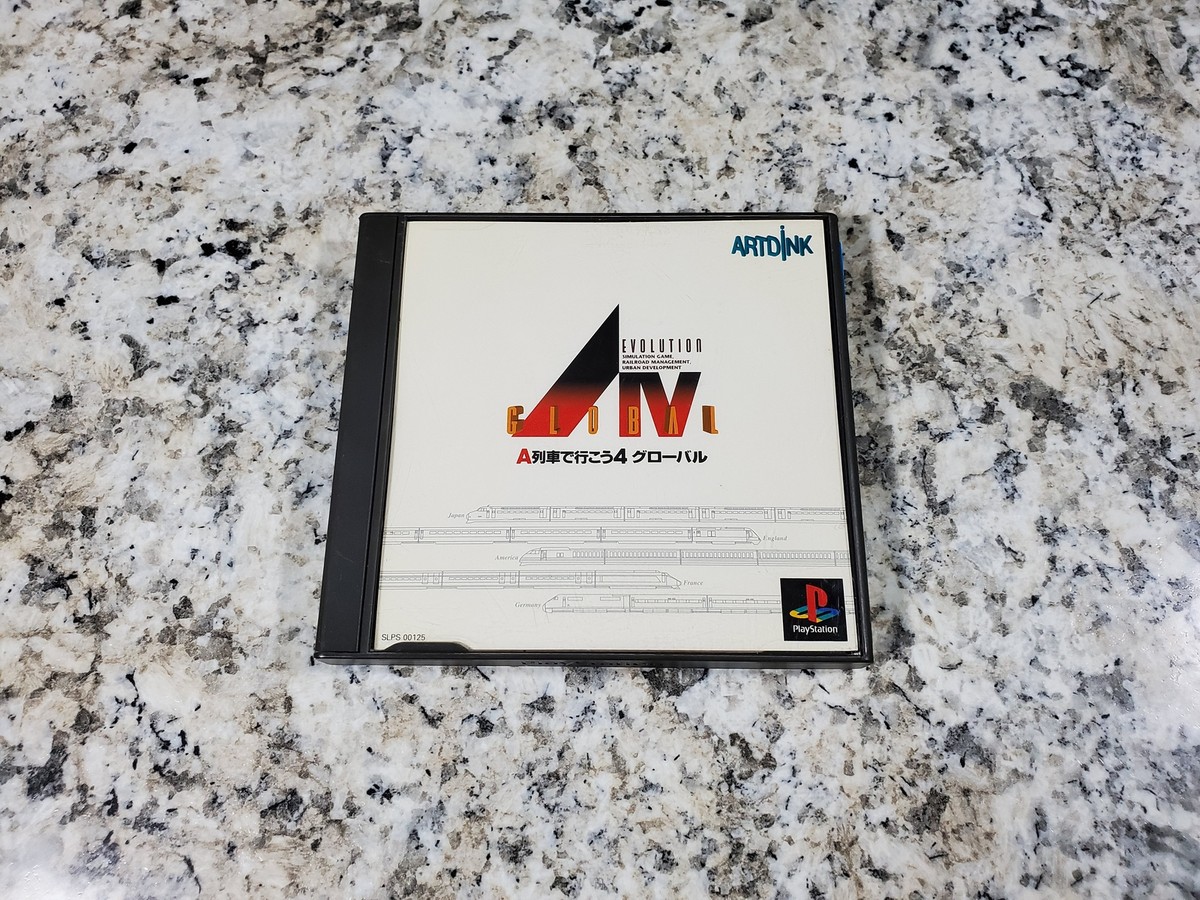 ARTDiNK
EVOLUTION
SIMULATION GAME,
RAILROAD MANAGEMENT,
URBAN DEVELOPMENT
AIV
GLOBAL
A列車で行こう4 グローバル
Japan
England
America
France
Germany
SLPS 00125
PlayStation